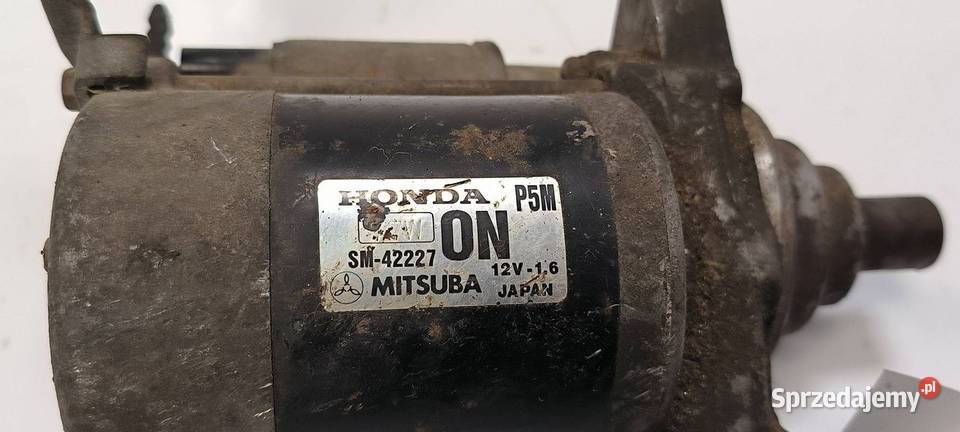 HONDA P5M
ON
SM-42227 12V-1.6
MITSUBA JAPAN
Sprzedajemy.pl